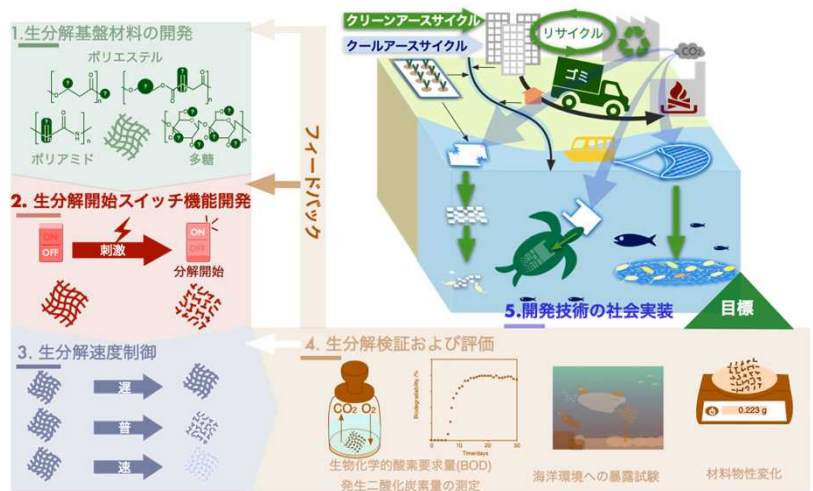 1.生分解基盤材料の開発
ポリエステル
ポリアミド
多糖
2. 生分解開始スイッチ機能開発
ON
OFF
刺激
ON
OFF
分解開始
3. 生分解速度制御
遅
普
速
フィードバック
クリーンアースサイクル
クールアースサイクル
リサイクル
CO₂
ゴミ
5.開発技術の社会実装
目標
4. 生分解検証および評価
CO2 O2
Biodegradability /%
0 10 20 30
Time/days
生物化学的酸素要求量(BOD)
発生二酸化炭素量の測定
海洋環境への暴露試験
0.223 g
材料物性変化